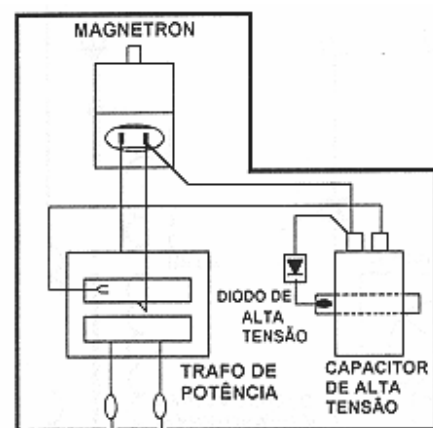 MAGNETRON
DIODO DE
ALTA
TENSÃO
TRAFO DE
POTÊNCIA
CAPACITOR
DE ALTA
TENSÃO